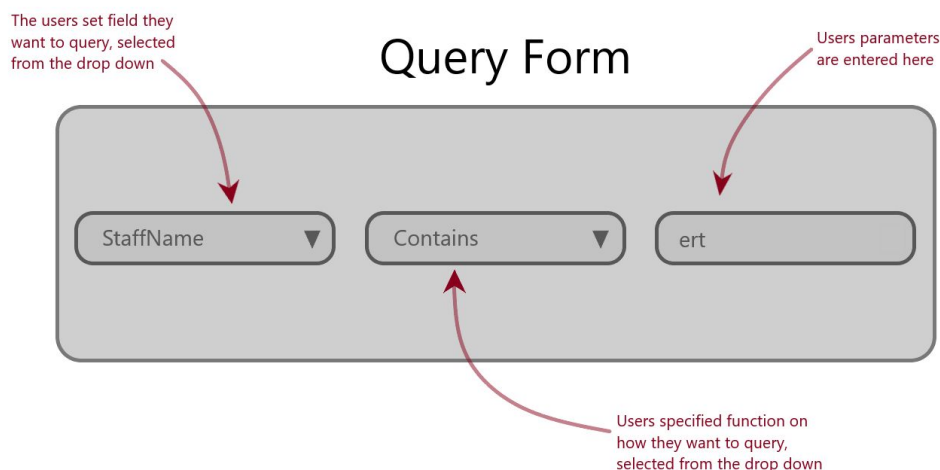 The users set field they
want to query, selected
from the drop down
Query Form
Users parameters
are entered here
StaffName
Contains
ert
Users specified function on
how they want to query,
selected from the drop down